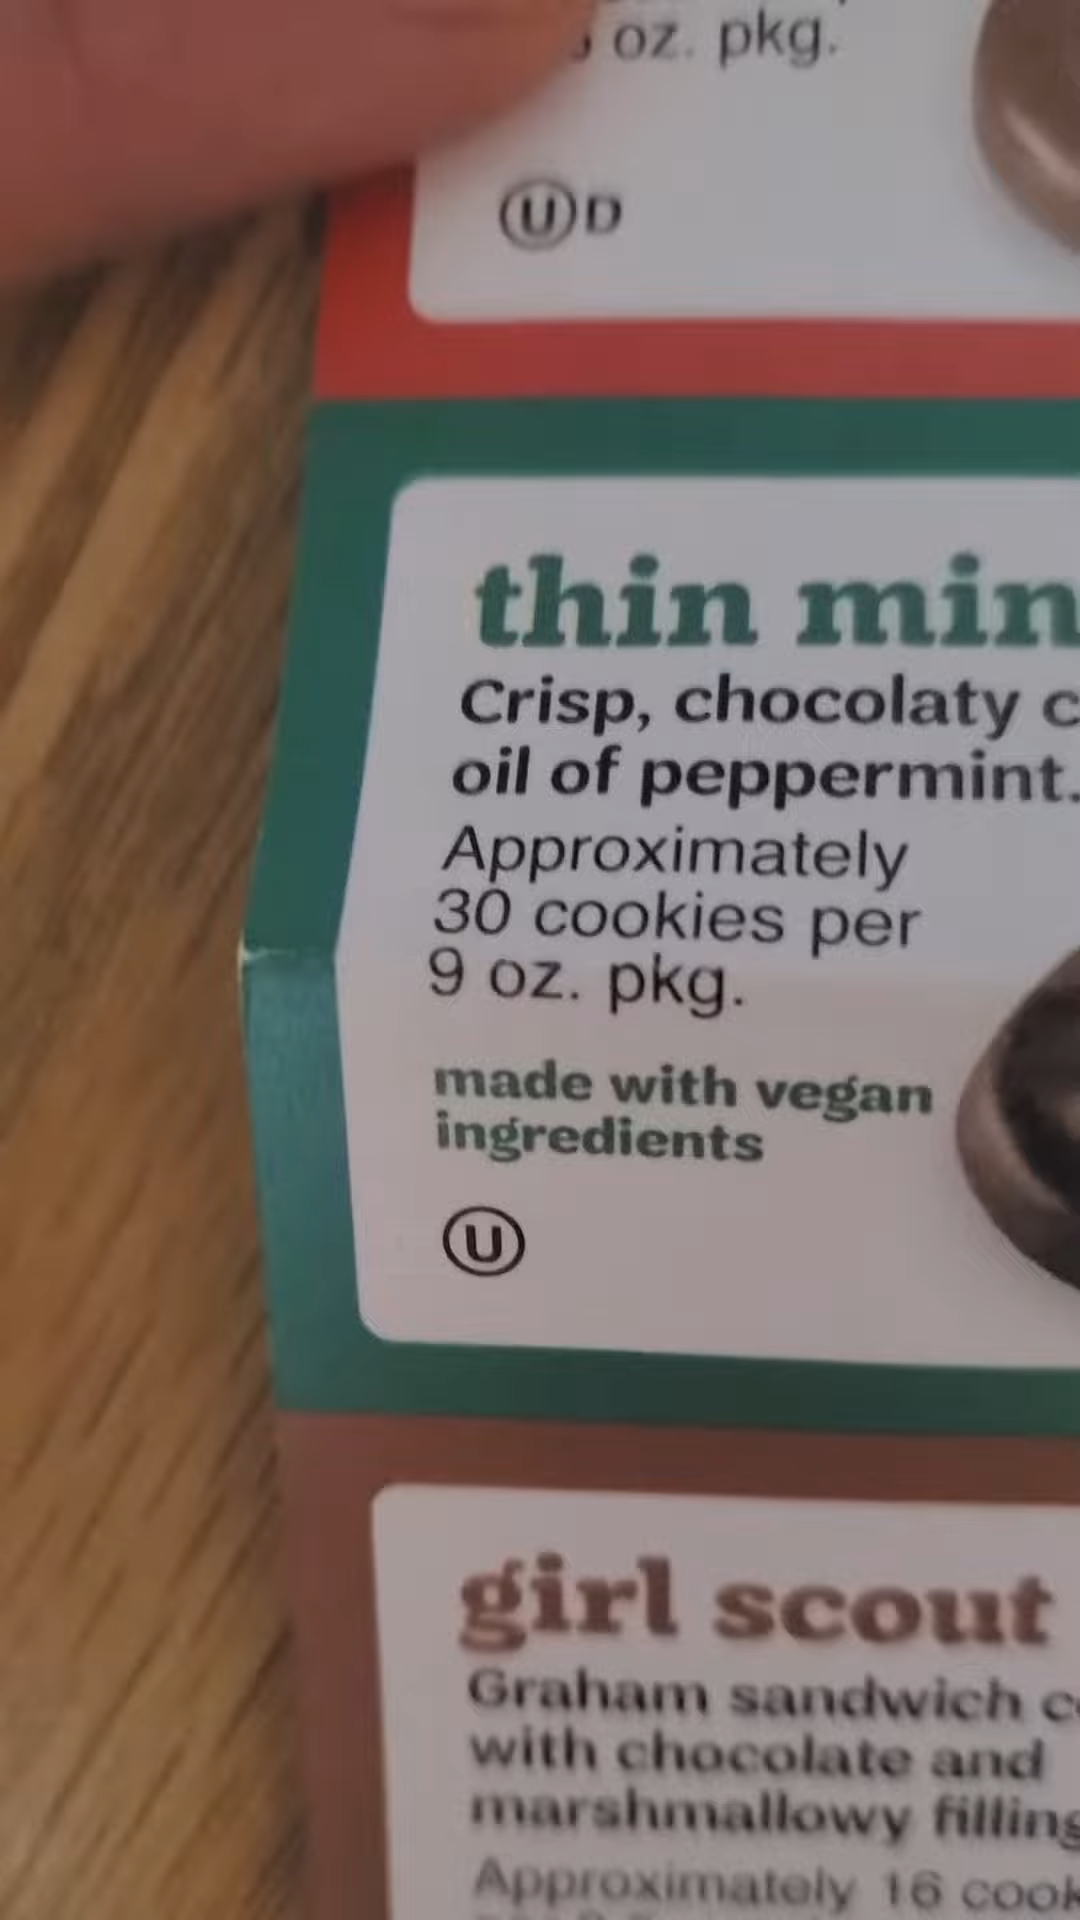 oz. pkg.
Ⓤ D
thin min
Crisp, chocolaty c
oil of peppermint.
Approximately
30 cookies per
9 oz. pkg.
made with vegan
ingredients
Ⓤ
girl scout
Graham sandwich c
with chocolate and
marshmallowy filling
Approximately 16 cook